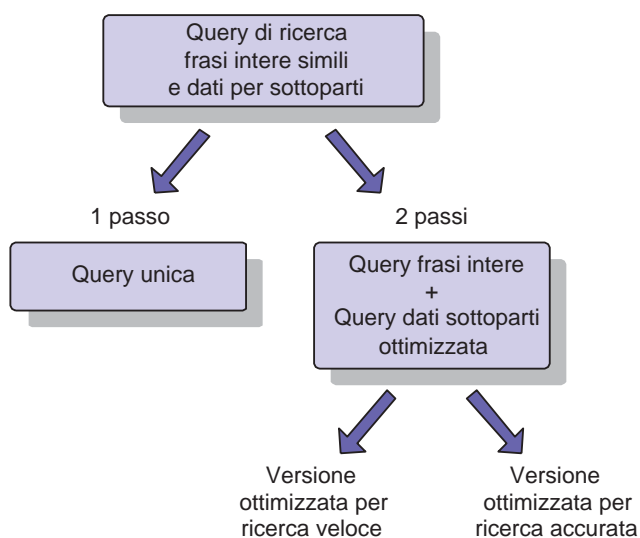 Query di ricerca
frasi intere simili
e dati per sottoparti
1 passo
2 passi
Query unica
Query frasi intere
+
Query dati sottoparti
ottimizzata
Versione
ottimizzata per
ricerca veloce
Versione
ottimizzata per
ricerca accurata